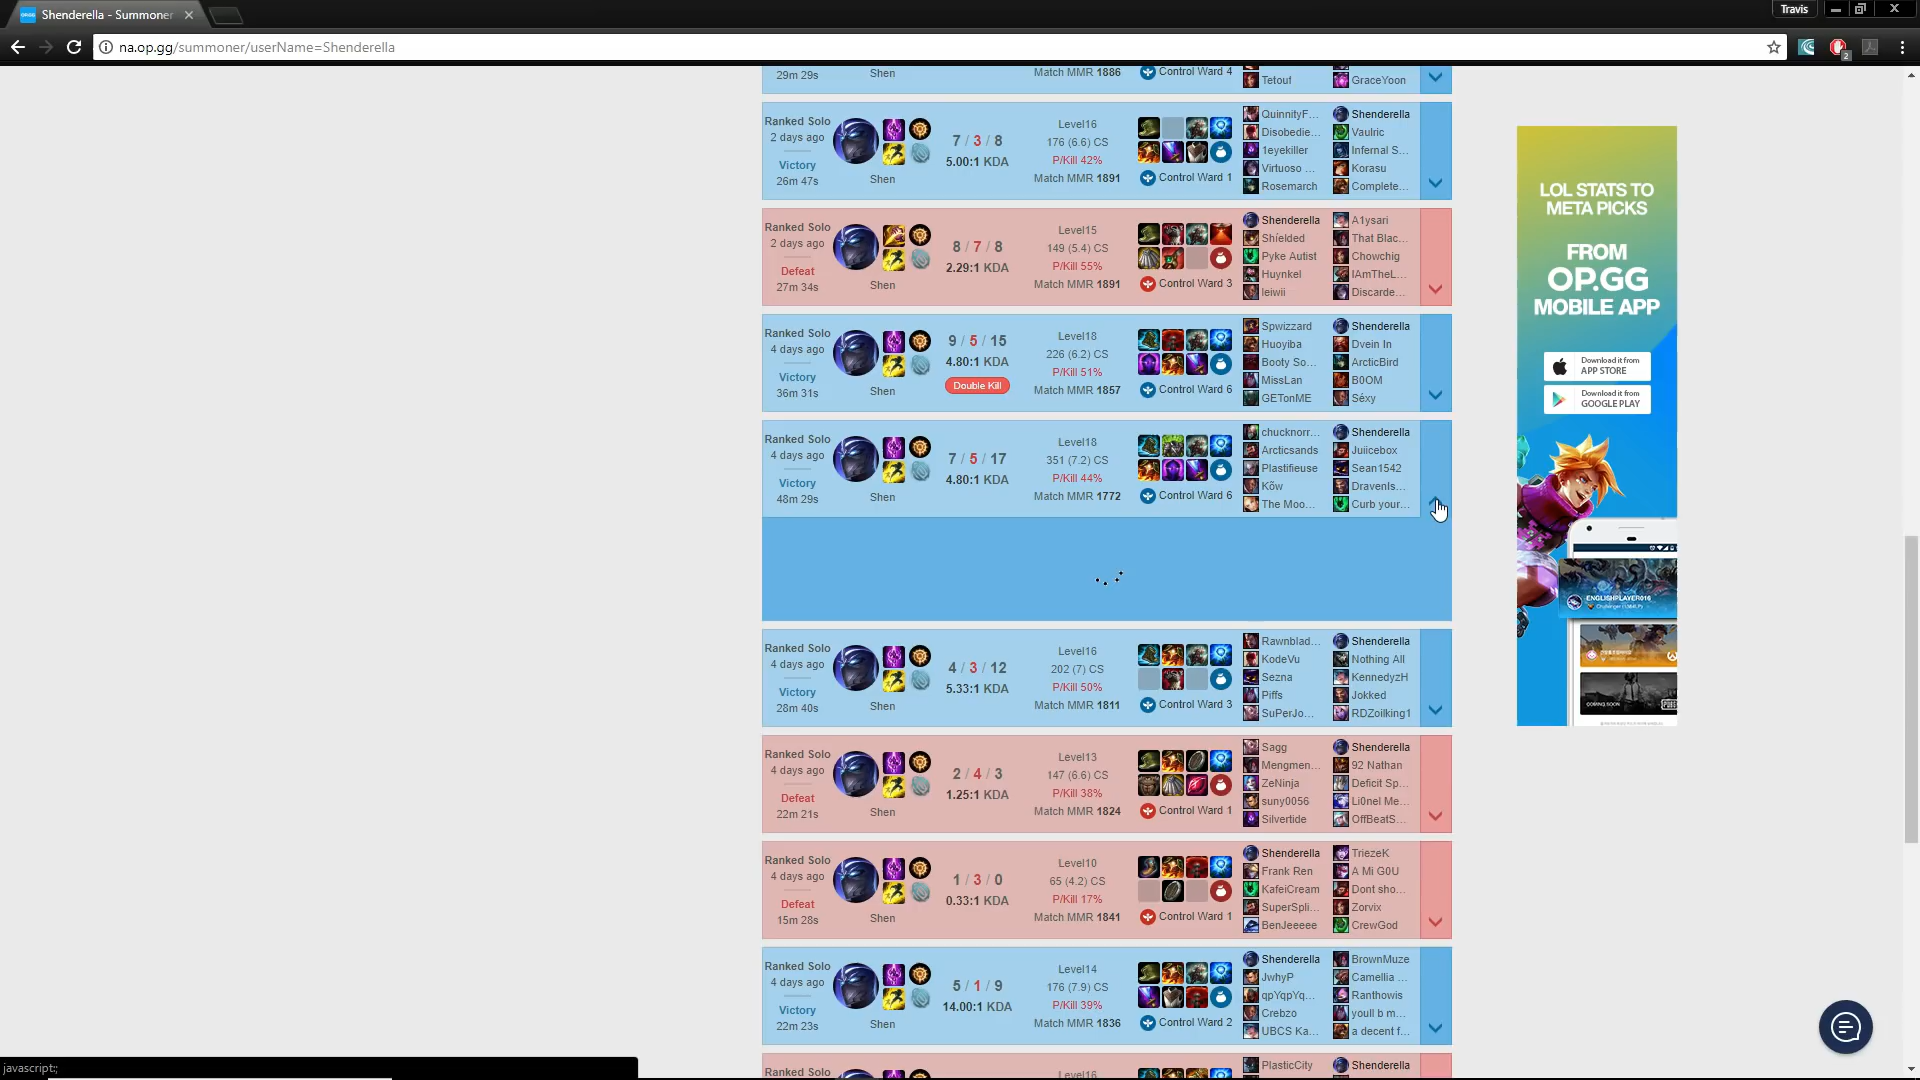 Shenderella - Summoner
Travis
na.op.gg/summoner/userName=Shenderella
2
29m 29s
Shen
Match MMR 1886
Control Ward 4
Tetouf
GraceYoon
Ranked Solo
2 days ago
Victory
26m 47s
Shen
7 / 3 / 8
5.00:1 KDA
Level16
176 (6.6) CS
P/Kill 42%
Match MMR 1891
Control Ward 1
QuinnityF...
Disobedie...
1eyekiller
Virtuoso ...
Rosemarch
Shenderella
Vaulric
Infernal S...
Korasu
Complete...
Ranked Solo
2 days ago
Defeat
27m 34s
Shen
8 / 7 / 8
2.29:1 KDA
Level15
149 (5.4) CS
P/Kill 55%
Match MMR 1891
Control Ward 3
Shenderella
Shíelded
Pyke Autist
Huynkel
leiwii
A1ysari
That Blac...
Chowchig
IAmTheL...
Discarde...
Ranked Solo
4 days ago
Victory
36m 31s
Shen
9 / 5 / 15
4.80:1 KDA
Double Kill
Level18
226 (6.2) CS
P/Kill 51%
Match MMR 1857
Control Ward 6
Spwizzard
Huoyiba
Booty So...
MissLan
GETonME
Shenderella
Dvein In
ArcticBird
B0OM
Séxy
Ranked Solo
4 days ago
Victory
48m 29s
Shen
7 / 5 / 17
4.80:1 KDA
Level18
351 (7.2) CS
P/Kill 44%
Match MMR 1772
Control Ward 6
chucknorr...
Arcticsands
Plastifieuse
Kõw
The Moo...
Shenderella
Juiicebox
Sean1542
DravenIs...
Curb your...
Ranked Solo
4 days ago
Victory
28m 40s
Shen
4 / 3 / 12
5.33:1 KDA
Level16
202 (7) CS
P/Kill 50%
Match MMR 1811
Control Ward 3
Rawnblad...
KodeVu
Sezna
Piffs
SuPerJo...
Shenderella
Nothing All
KennedyzH
Jokked
RDZoilking1
Ranked Solo
4 days ago
Defeat
22m 21s
Shen
2 / 4 / 3
1.25:1 KDA
Level13
147 (6.6) CS
P/Kill 38%
Match MMR 1824
Control Ward 1
Sagg
Mengmen...
ZeNinja
suny0056
Silvertide
Shenderella
92 Nathan
Deficit Sp...
Li0nel Me...
OffBeatS...
Ranked Solo
4 days ago
Defeat
15m 28s
Shen
1 / 3 / 0
0.33:1 KDA
Level10
65 (4.2) CS
P/Kill 17%
Match MMR 1841
Control Ward 1
Shenderella
Frank Ren
KafeiCream
SuperSpli...
BenJeeeee
TriezeK
A Mi G0U
Dont sho...
Zorvix
CrewGod
Ranked Solo
4 days ago
Victory
22m 23s
Shen
5 / 1 / 9
14.00:1 KDA
Level14
176 (7.9) CS
P/Kill 39%
Match MMR 1836
Control Ward 2
Shenderella
JwhyP
qpYqpYq...
Crebzo
UBCS Ka...
BrownMuze
Camellia ...
Ranthowis
youll b m...
a decent f...
Ranked Solo
Level16
PlasticCity
Shenderella
LOL STATS TO
META PICKS
FROM
OP.GG
MOBILE APP
Download it from
APP STORE
Download it from
GOOGLE PLAY
ENGLISHPLAYER016
COMING SOON
javascript:;